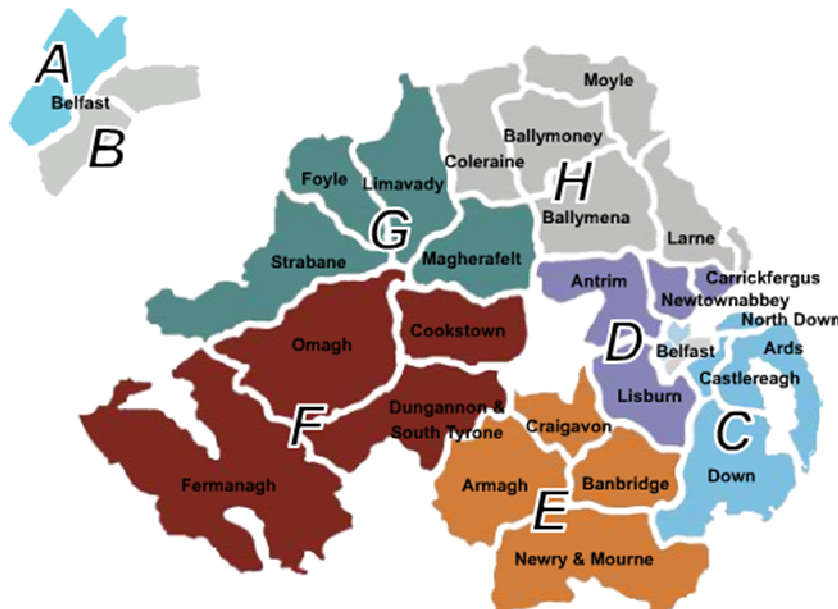 A
Belfast
B
Moyle
Ballymoney
Coleraine
H
Foyle
Limavady
Ballymena
G
Larne
Strabane
Magherafelt
Antrim
Carrickfergus
Newtownabbey
North Down
Cookstown
Omagh
D
Belfast
Ards
Castlereagh
Lisburn
Dungannon &
South Tyrone
F
Craigavon
C
Down
Fermanagh
Armagh
Banbridge
E
Newry & Mourne